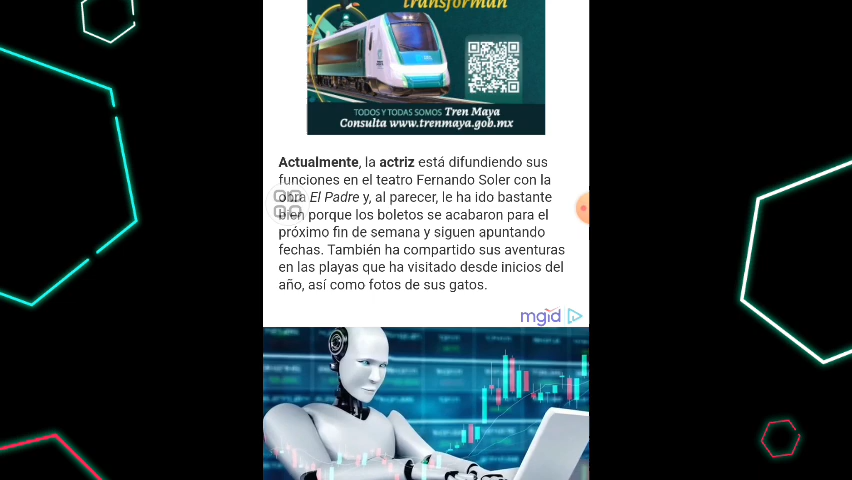 transforman
TODOS Y TODAS SOMOS Tren Maya
Consulta www.trenmaya.gob.mx
Actualmente, la actriz está difundiendo sus
funciones en el teatro Fernando Soler con la
obra El Padre y, al parecer, le ha ido bastante
bien porque los boletos se acabaron para el
próximo fin de semana y siguen apuntando
fechas. También ha compartido sus aventuras
en las playas que ha visitado desde inicios del
año, así como fotos de sus gatos.
mgid